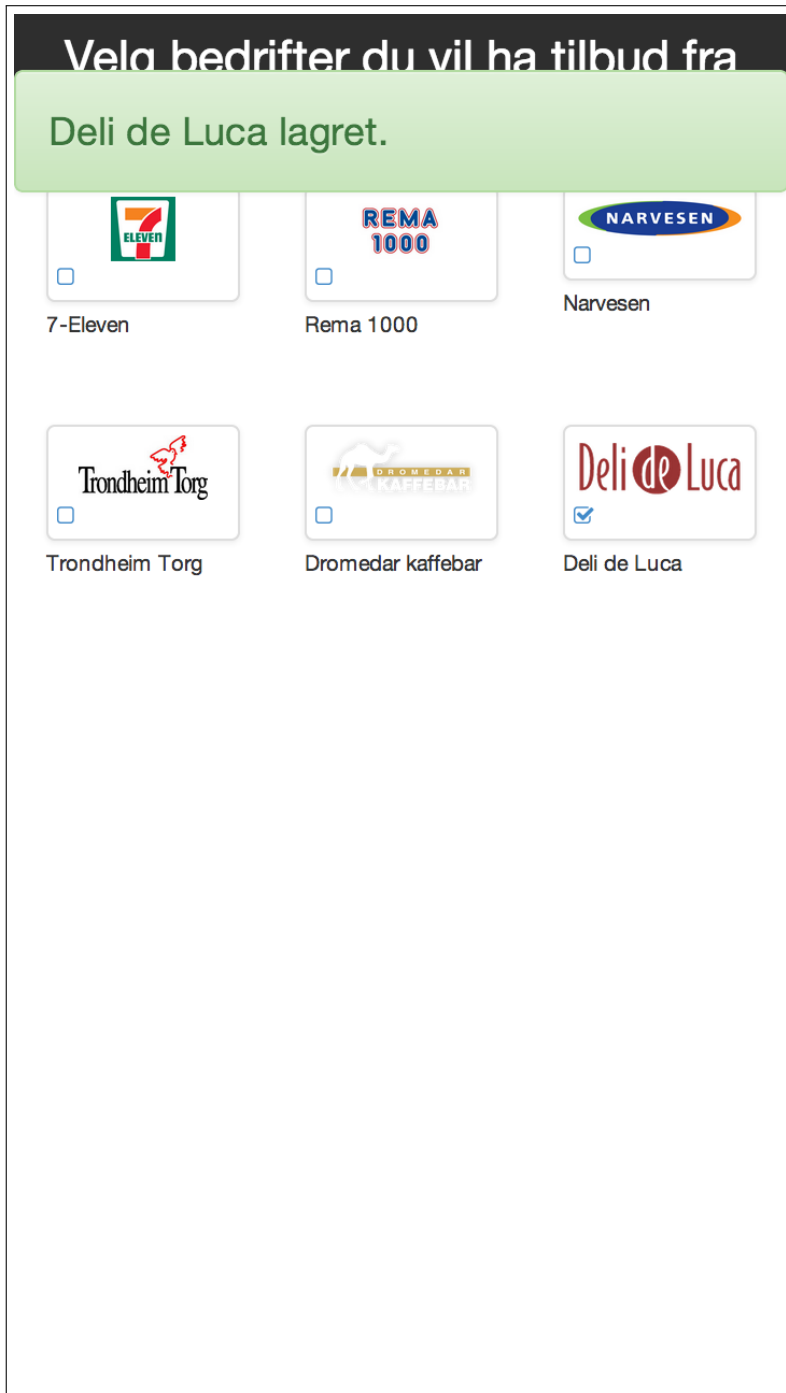 Velg bedrifter du vil ha tilbud fra
Deli de Luca lagret.
7
ELEVEN
REMA
1000
NARVESEN
7-Eleven
Rema 1000
Narvesen
Trondheim Torg
DROMEDAR
KAFFEBAR
Deli de Luca
Trondheim Torg
Dromedar kaffebar
Deli de Luca